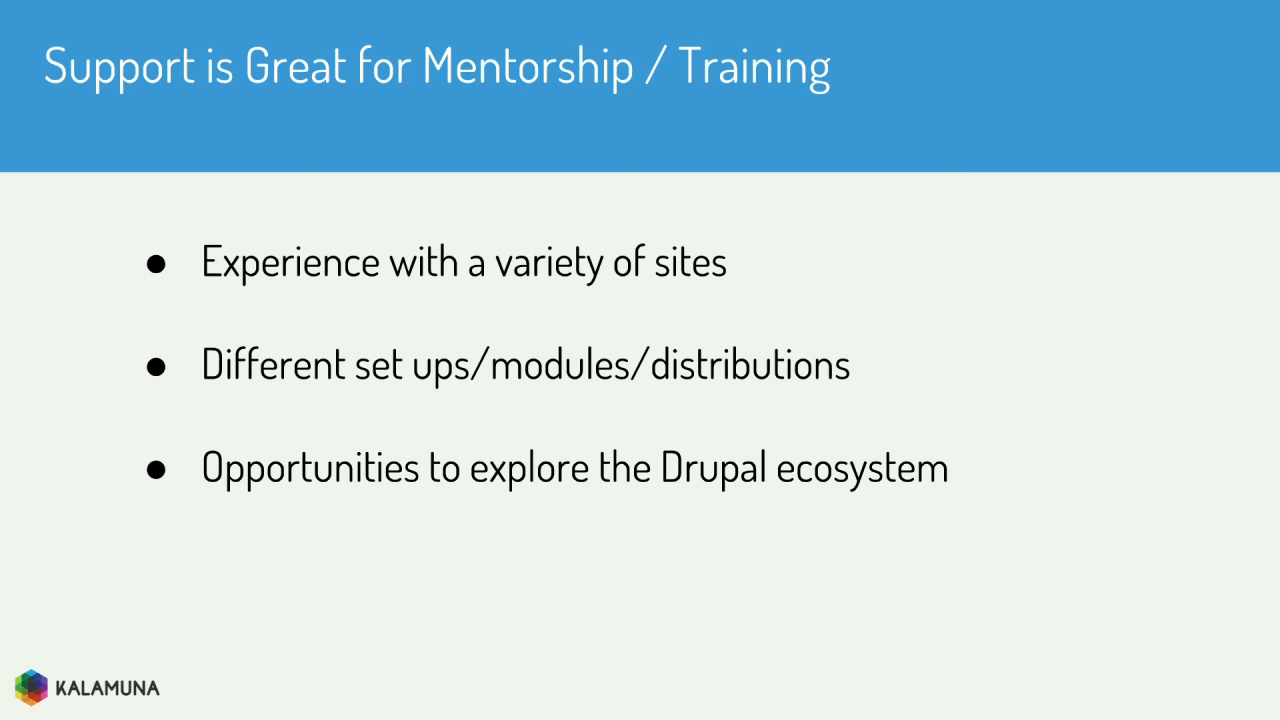 Support is Great for Mentorship / Training
● Experience with a variety of sites
● Different set ups/modules/distributions
● Opportunities to explore the Drupal ecosystem
KALAMUNA